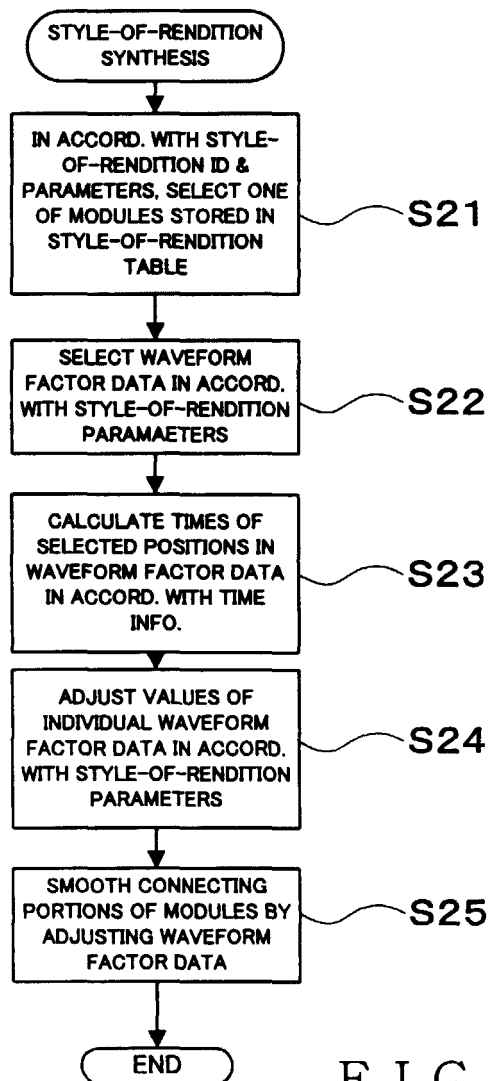 STYLE-OF-RENDITION
SYNTHESIS
IN ACCORD. WITH STYLE-
OF-RENDITION ID &
PARAMETERS, SELECT ONE
OF MODULES STORED IN
STYLE-OF-RENDITION
TABLE
S21
SELECT WAVEFORM
FACTOR DATA IN ACCORD.
WITH STYLE-OF-RENDITION
PARAMAETERS
S22
CALCULATE TIMES OF
SELECTED POSITIONS IN
WAVEFORM FACTOR DATA
IN ACCORD. WITH TIME
INFO.
S23
ADJUST VALUES OF
INDIVIDUAL WAVEFORM
FACTOR DATA IN ACCORD.
WITH STYLE-OF-RENDITION
PARAMETERS
S24
SMOOTH CONNECTING
PORTIONS OF MODULES BY
ADJUSTING WAVEFORM
FACTOR DATA
S25
END
F I G